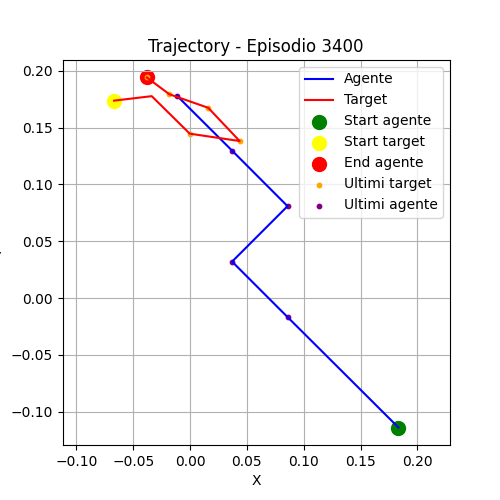 Trajectory - Episodio 3400
Agente
Target
Start agente
Start target
End agente
Ultimi target
Ultimi agente
0.20
0.15
0.10
0.05
0.00
−0.05
−0.10
−0.10
−0.05
0.00
0.05
0.10
0.15
0.20
X